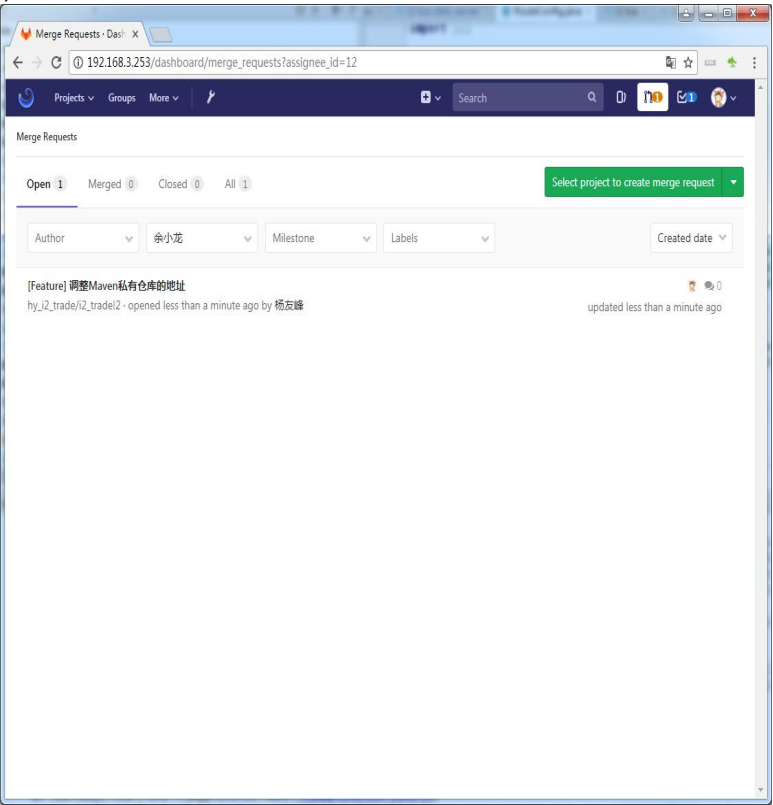 Merge Requests · Dash
192.168.3.253/dashboard/merge_requests?assignee_id=12
Projects Groups More Search 1 1
Merge Requests
Open 1 Merged 0 Closed 0 All 1 Select project to create merge request
Author 余小龙 Milestone Labels Created date
[Feature] 调整Maven私有仓库的地址 0
hy_i2_trade/i2_trade!2 · opened less than a minute ago by 杨友峰 updated less than a minute ago